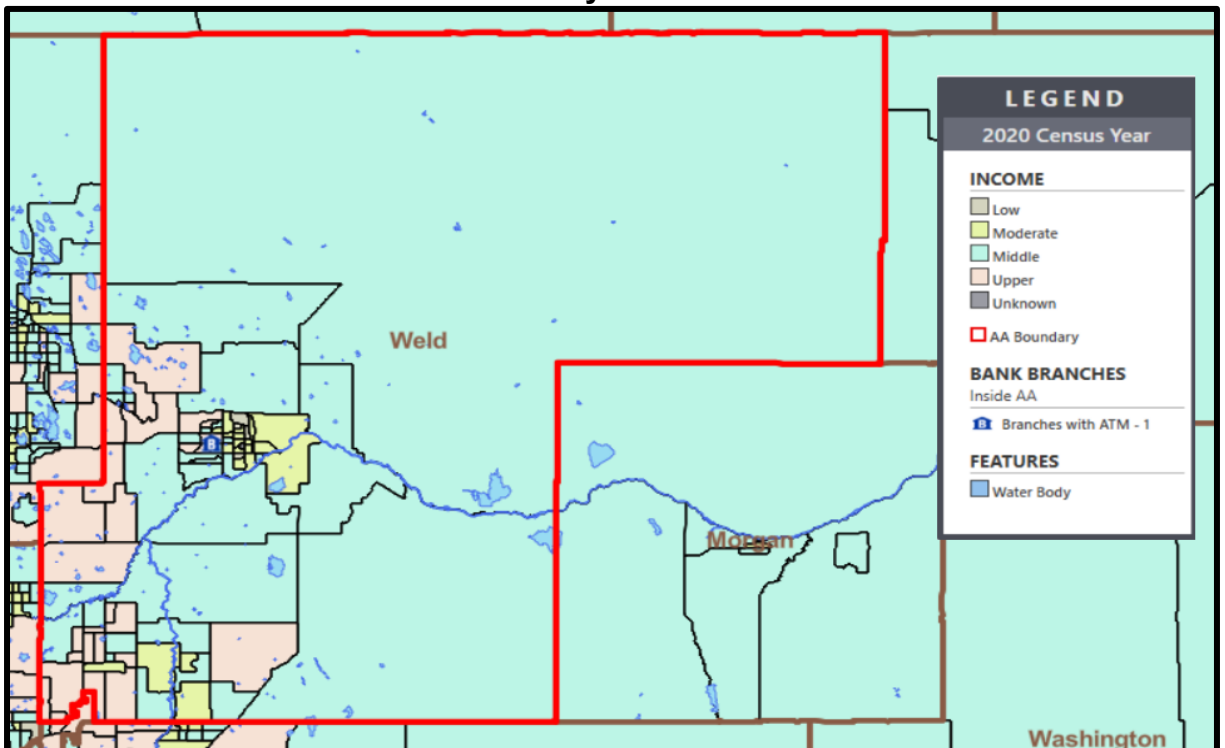 Weld
Morgan
Washington
LEGEND
2020 Census Year
INCOME
Low
Moderate
Middle
Upper
Unknown
AA Boundary
BANK BRANCHES
Inside AA
B Branches with ATM - 1
FEATURES
Water Body
B